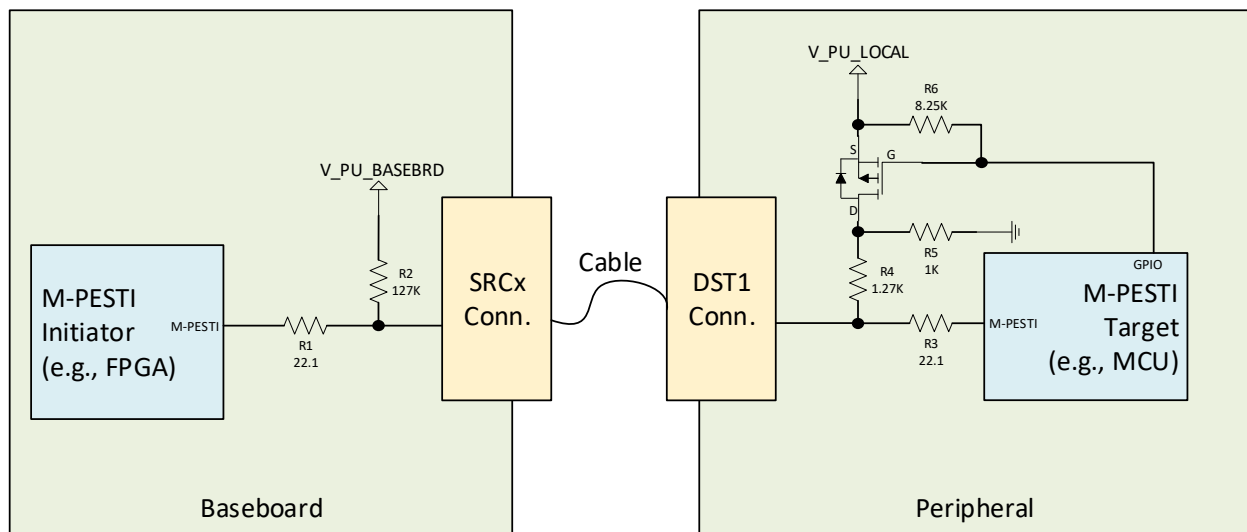 V_PU_LOCAL
R6
8.25K
S
G
D
V_PU_BASEBRD
R2
127K
SRCx
Conn.
Cable
DST1
Conn.
R5
1K
R4
1.27K
GPIO
M-PESTI
Initiator
(e.g., FPGA)
M-PESTI
R1
22.1
R3
22.1
M-PESTI
M-PESTI
Target
(e.g., MCU)
Baseboard
Peripheral